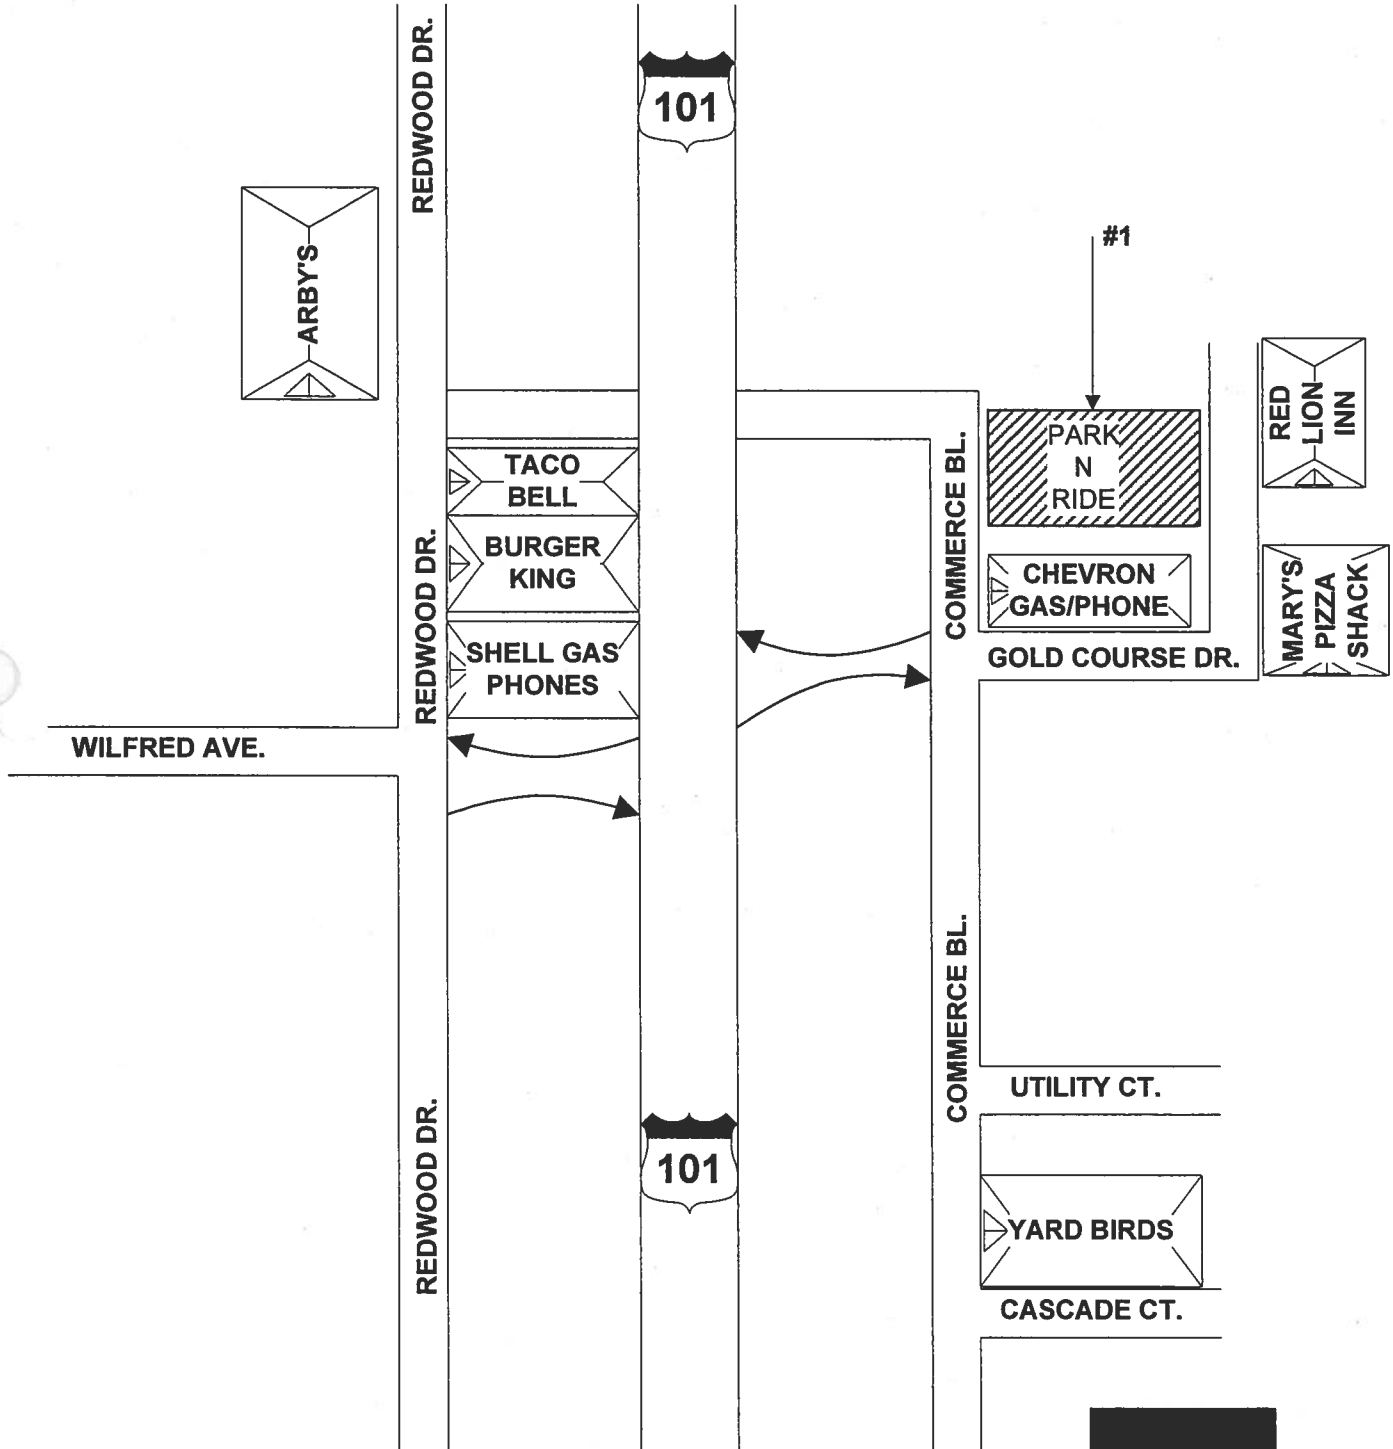 REDWOOD DR.
101
#1
ARBY'S
PARK
N
RIDE
RED
LION
INN
TACO
BELL
COMMERCE BL.
BURGER
KING
REDWOOD DR.
CHEVRON
GAS/PHONE
MARY'S
PIZZA
SHACK
SHELL GAS
PHONES
GOLD COURSE DR.
WILFRED AVE.
COMMERCE BL.
UTILITY CT.
REDWOOD DR.
101
YARD BIRDS
CASCADE CT.